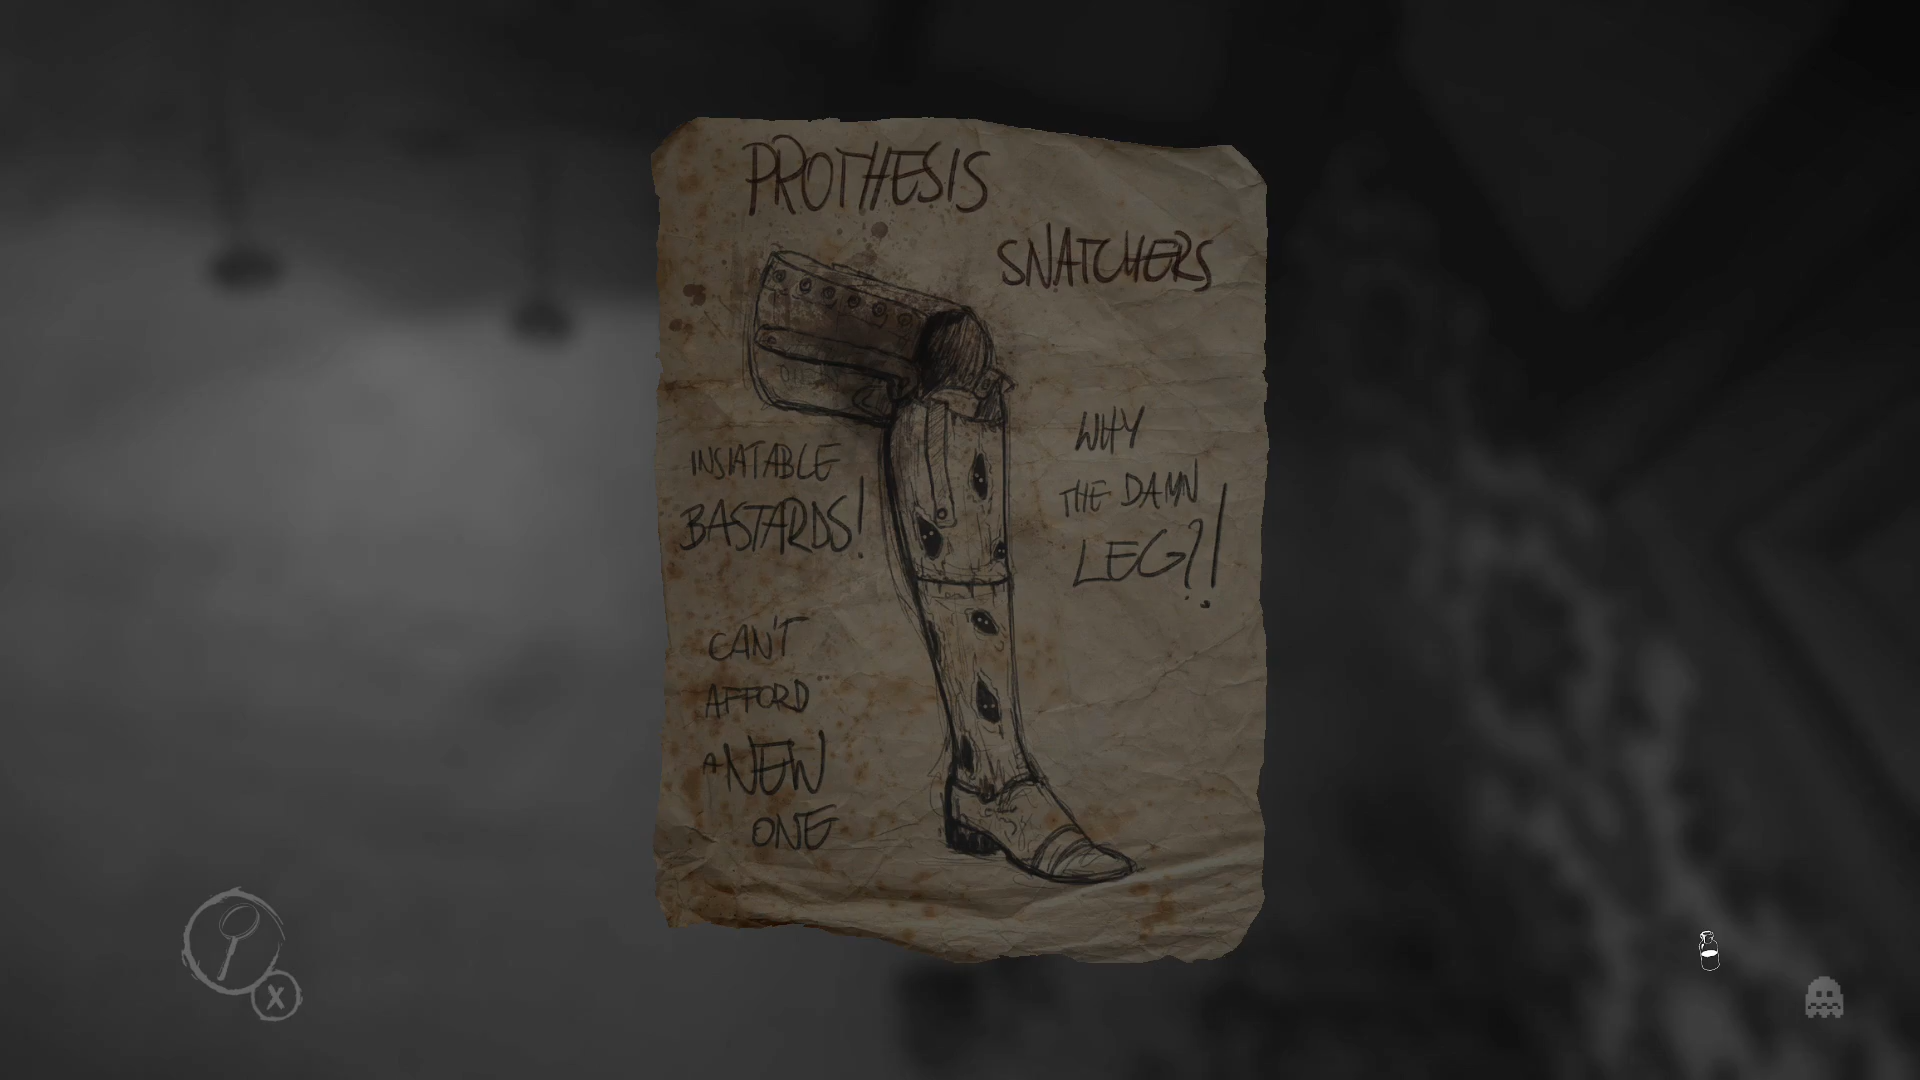 PROTHESIS
SNATCHERS
INSIATABLE
BASTARDS!
WHY
THE DAMN
LEG?!
CAN'T
AFFORD
A NEW
ONE
X